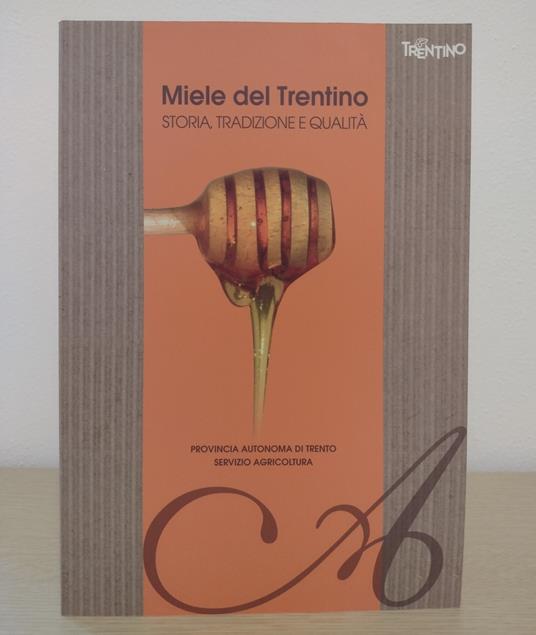 TRENTINO
Miele del Trentino
STORIA, TRADIZIONE E QUALITÀ
PROVINCIA AUTONOMA DI TRENTO
SERVIZIO AGRICOLTURA
A